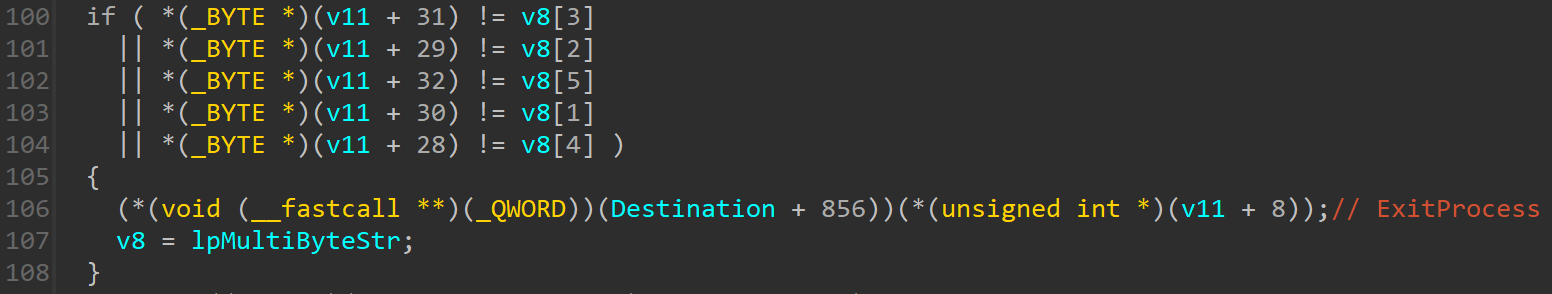 100 if ( *(_BYTE *)(v11 + 31) != v8[3]
101 || *(_BYTE *)(v11 + 29) != v8[2]
102 || *(_BYTE *)(v11 + 32) != v8[5]
103 || *(_BYTE *)(v11 + 30) != v8[1]
104 || *(_BYTE *)(v11 + 28) != v8[4] )
105 {
106 (*(void (__fastcall **)(_QWORD))(Destination + 856))(*(unsigned int *)(v11 + 8));// ExitProcess
107 v8 = lpMultiByteStr;
108 }